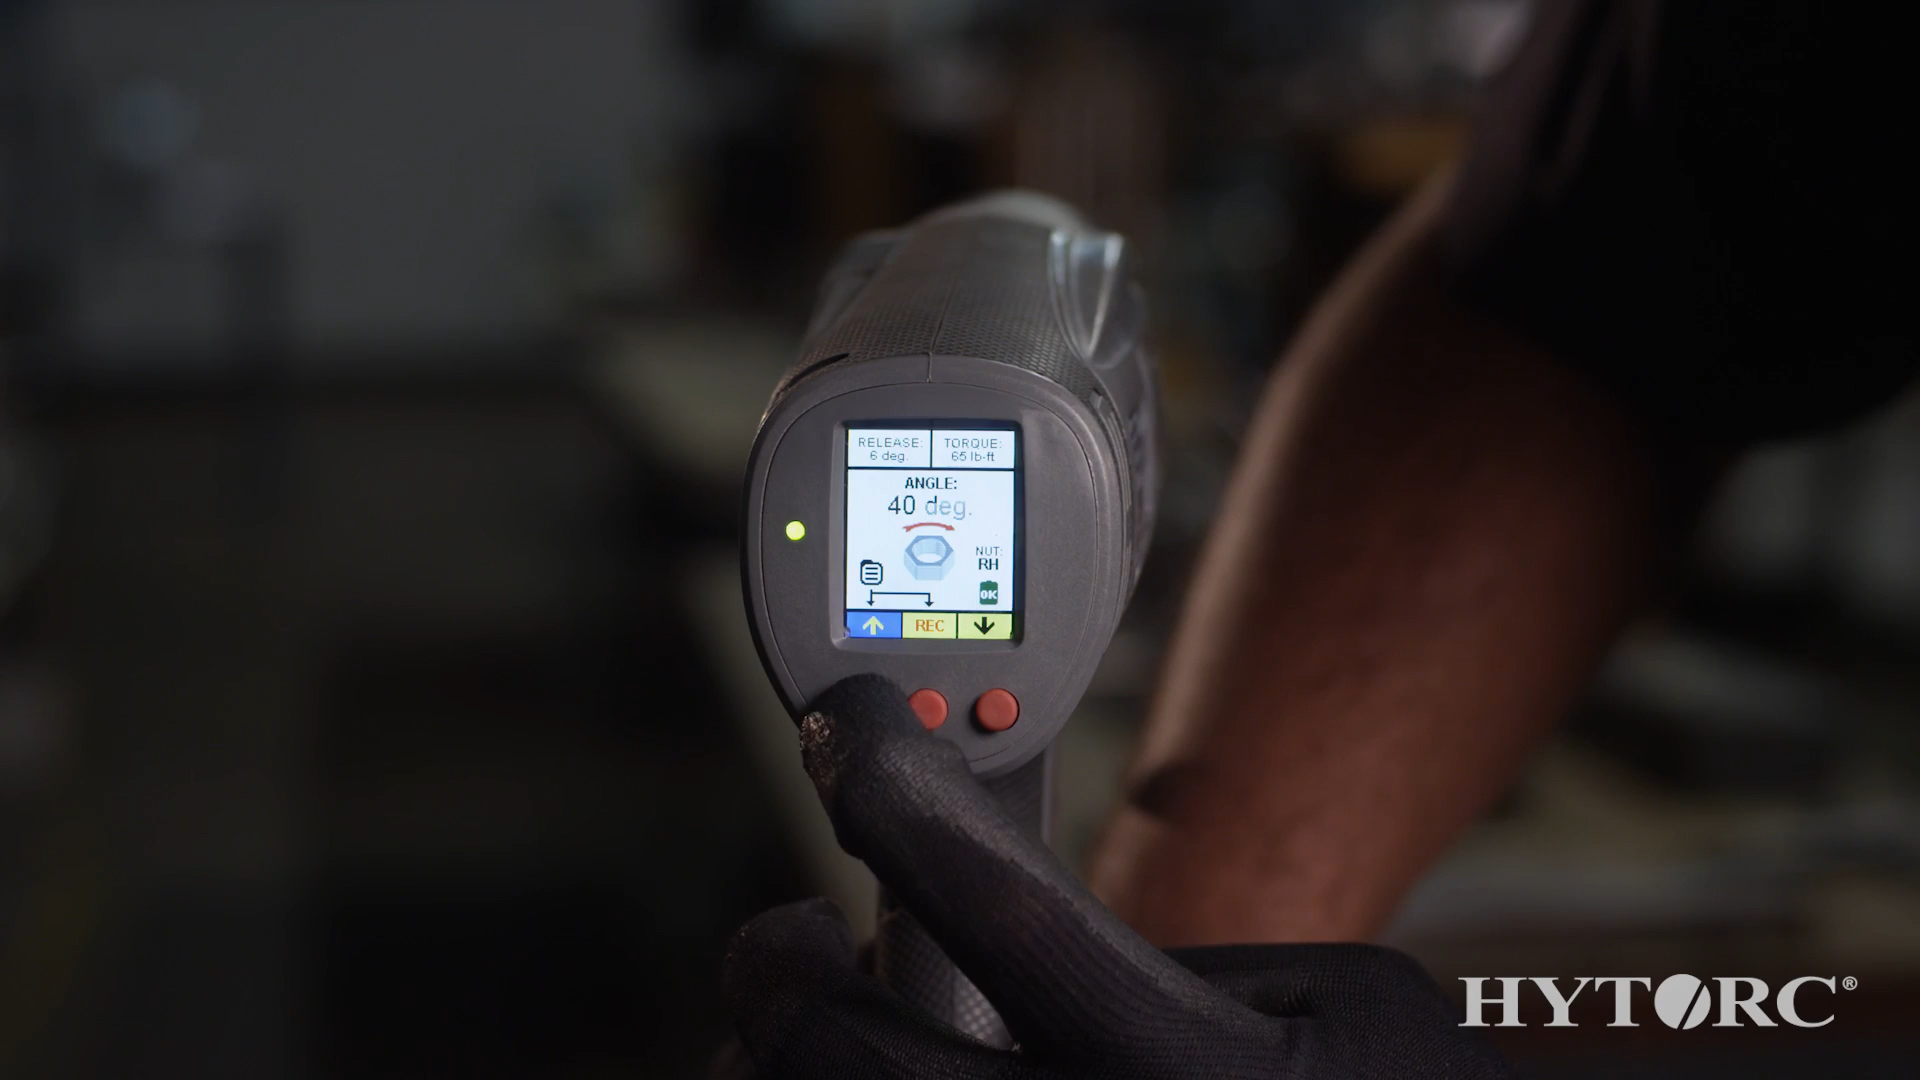 RELEASE:
6 deg.
TORQUE:
65 lb-ft
ANGLE:
40 deg.
NUT:
RH
OK
REC
HYTORC®